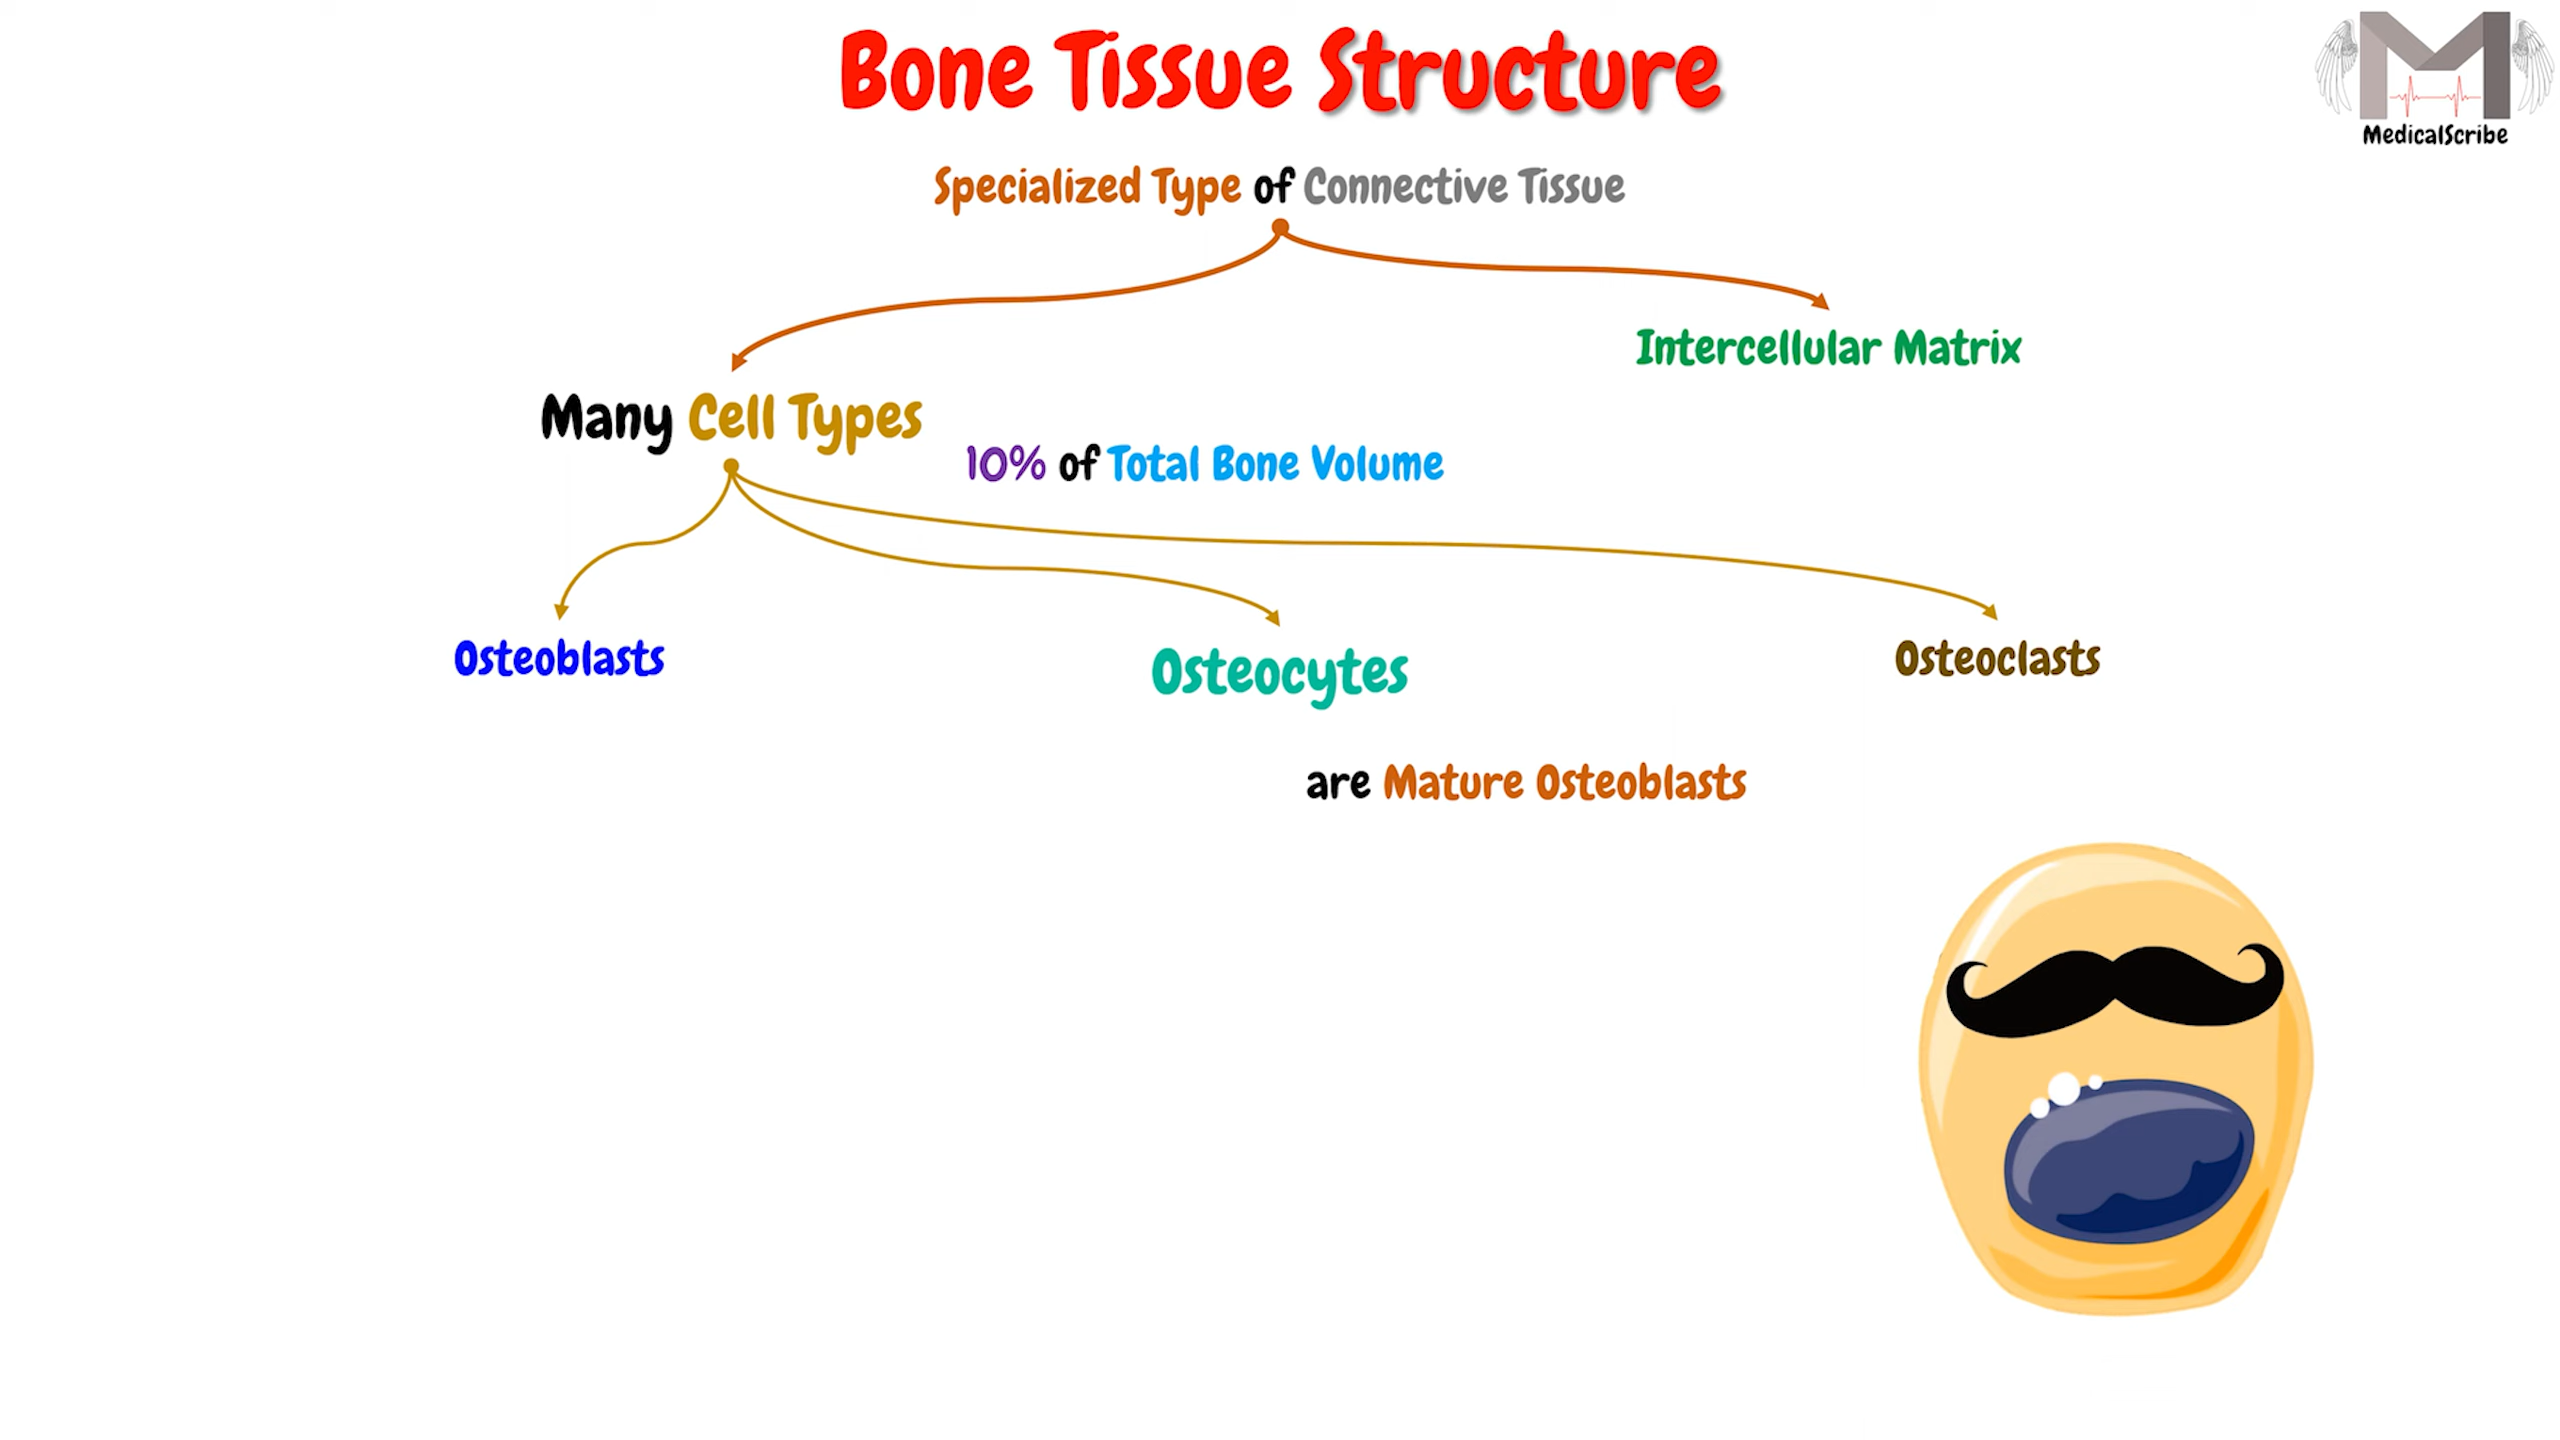 Bone Tissue Structure
MedicalScribe
Specialized Type of Connective Tissue
Intercellular Matrix
Many Cell Types
10% of Total Bone Volume
Osteoblasts
Osteocytes
Osteoclasts
are Mature Osteoblasts